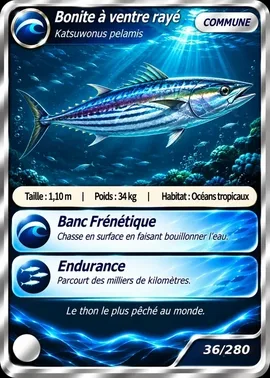 Bonite à ventre rayé
COMMUNE
Katsuwonus pelamis
Taille : 1,10 m | Poids : 34 kg | Habitat : Océans tropicaux
Banc Frénétique
Chasse en surface en faisant bouillonner l'eau.
Endurance
Parcourt des milliers de kilomètres.
Le thon le plus pêché au monde.
36/280